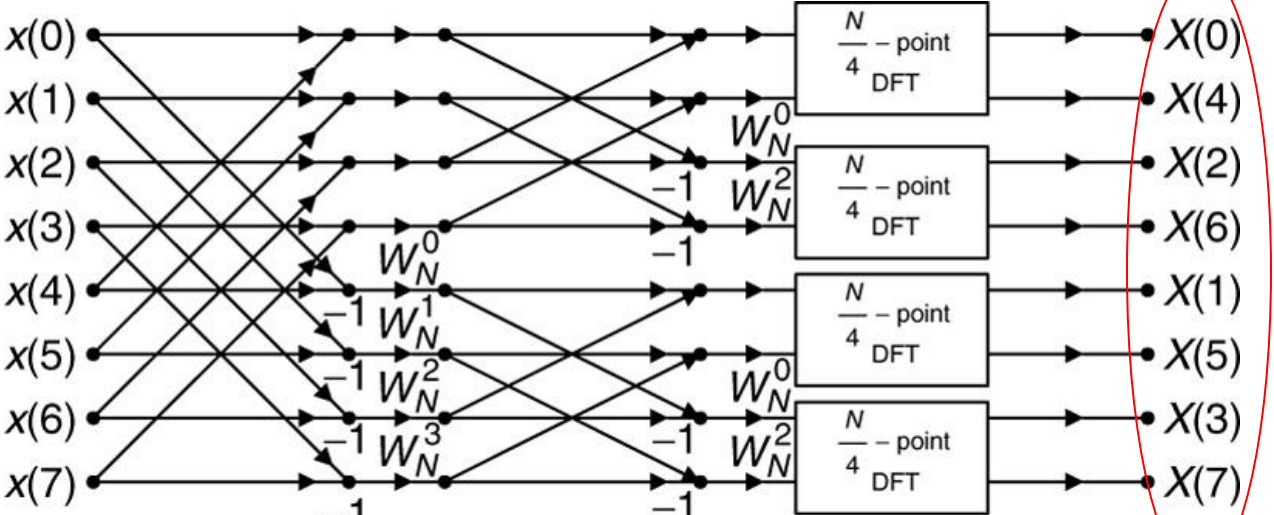 x(0) N/4 – point DFT X(0)
x(1) X(4)
W_N^0
x(2) –1 W_N^2 N/4 – point DFT X(2)
x(3) W_N^0 –1 X(6)
x(4) –1 W_N^1 N/4 – point DFT X(1)
x(5) –1 W_N^2 W_N^0 X(5)
x(6) –1 W_N^3 –1 W_N^2 N/4 – point DFT X(3)
x(7) –1 –1 X(7)